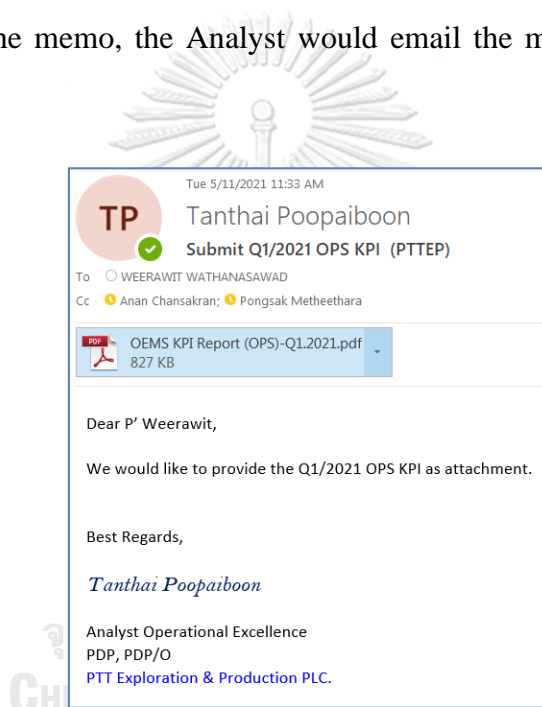 ne memo, the Analyst would email the m
TP
Tue 5/11/2021 11:33 AM
Tanthai Poopaiboon
Submit Q1/2021 OPS KPI (PTTEP)
To WEERAWIT WATHANASAWAD
Cc Anan Chansakran; Pongsak Metheethara
PDF
OEMS KPI Report (OPS)-Q1.2021.pdf
827 KB
Dear P’ Weerawit,
We would like to provide the Q1/2021 OPS KPI as attachment.
Best Regards,
Tanthai Poopaiboon
Analyst Operational Excellence
PDP, PDP/O
PTT Exploration & Production PLC.
จุ
CH